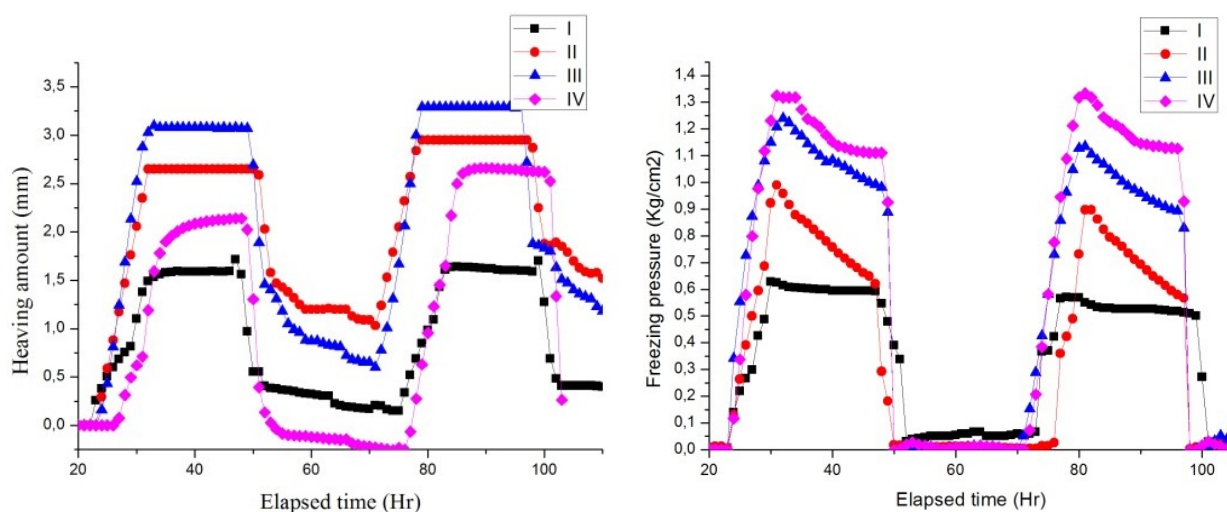 I
II
III
IV
3,5
3,0
2,5
2,0
1,5
1,0
0,5
0,0
Heaving amount (mm)
20 40 60 80 100
Elapsed time (Hr)
I
II
III
IV
1,4
1,3
1,2
1,1
1,0
0,9
0,8
0,7
0,6
0,5
0,4
0,3
0,2
0,1
0,0
Freezing pressure (Kg/cm2)
20 40 60 80 100
Elapsed time (Hr)